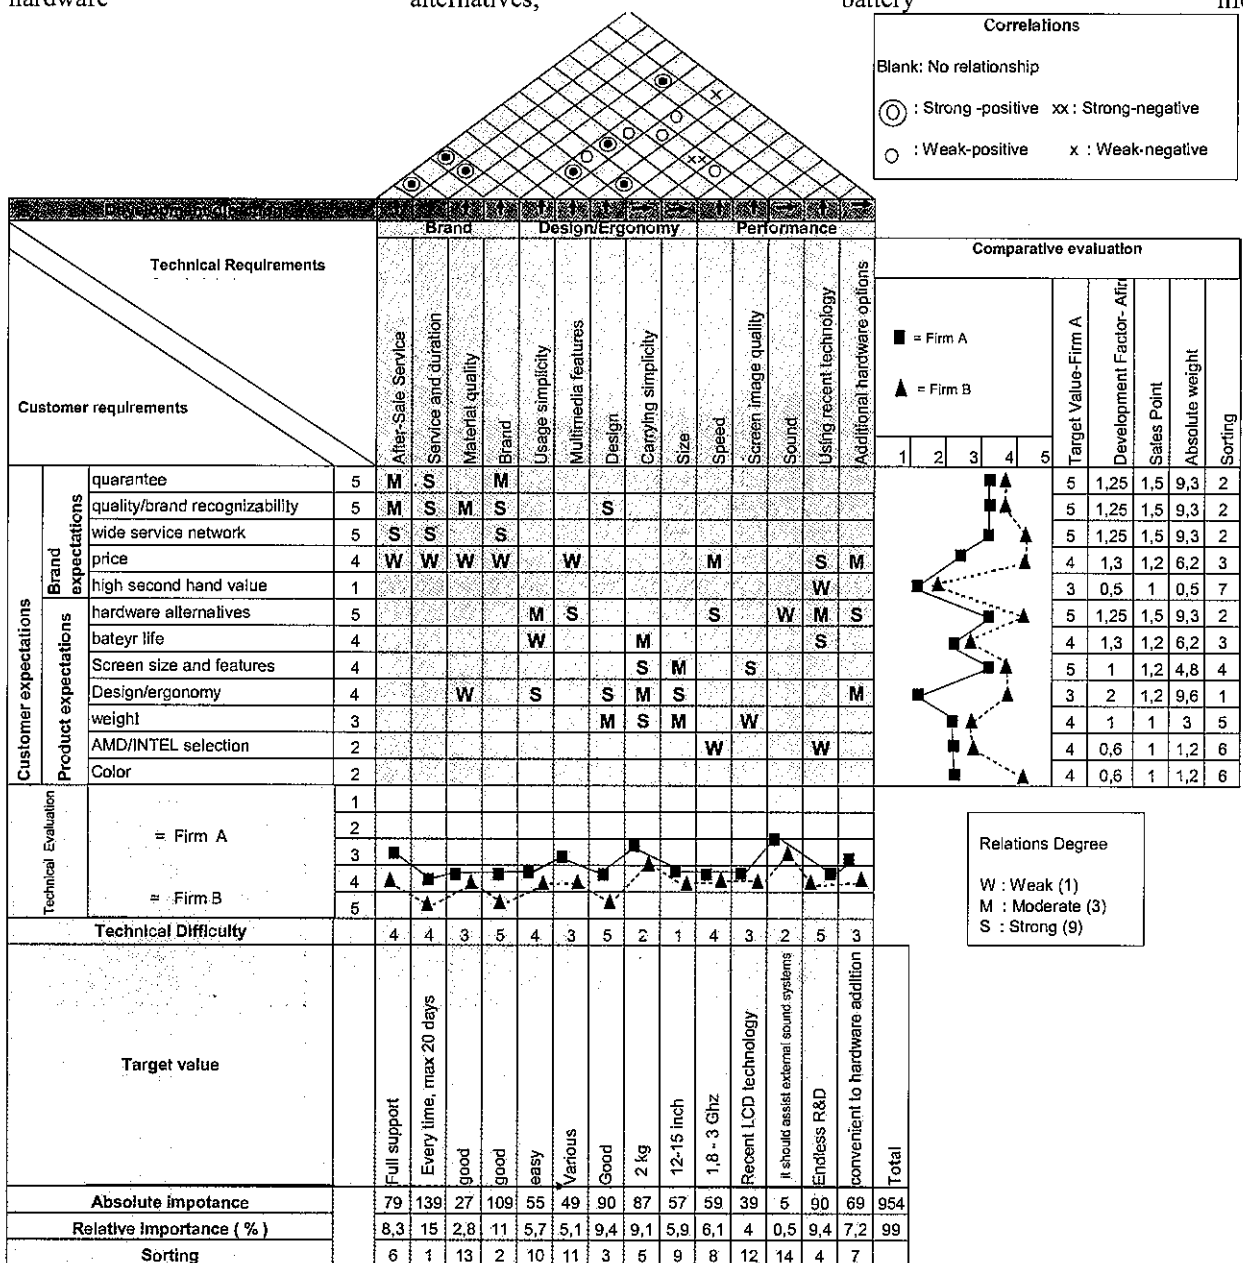 hardware alternatives, battery
Correlations
Blank: No relationship
: Strong -positive xx : Strong-negative
: Weak-positive x : Weak-negative
x
xx
Brand Design/Ergonomy Performance
Technical Requirements
Customer requirements
After-Sale Service
Service and duration
Material quality
Brand
Usage simplicity
Multimedia features
Design
Carrying simplicity
Size
Speed
Screen image quality
Sound
Using recent technology
Additional hardware options
Comparative evaluation
= Firm A
= Firm B
1 2 3 4 5
Target Value-Firm A
Development Factor- Afir
Sales Point
Absolute weight
Sorting
Customer expectations
Brand expectations
Product expectations
quarantee 5 M S M 5 1,25 1,5 9,3 2
quality/brand recognizability 5 M S M S S 5 1,25 1,5 9,3 2
wide service network 5 S S S 5 1,25 1,5 9,3 2
price 4 W W W W W M S M 4 1,3 1,2 6,2 3
high second hand value 1 W 3 0,5 1 0,5 7
hardware alternatives 5 M S S W M S 5 1,25 1,5 9,3 2
bateyr life 4 W M S 4 1,3 1,2 6,2 3
Screen size and features 4 S M S 5 1 1,2 4,8 4
Design/ergonomy 4 W S S M S M 3 2 1,2 9,6 1
weight 3 M S M W 4 1 1 3 5
AMD/INTEL selection 2 W W 4 0,6 1 1,2 6
Color 2 4 0,6 1 1,2 6
Technical Evaluation
= Firm A
= Firm B
1
2
3
4
5
Relations Degree
W : Weak (1)
M : Moderate (3)
S : Strong (9)
Technical Difficulty 4 4 3 5 4 3 5 2 1 4 3 2 5 3
Target value
Full support
Every time, max 20 days
good
good
easy
Various
Good
2 kg
12-15 inch
1,8 - 3 Ghz
Recent LCD technology
it should assist external sound systems
Endless R&D
convenient to hardware addition
Total
Absolute impotance 79 139 27 109 55 49 90 87 57 59 39 5 90 69 954
Relative Importance ( % ) 8,3 15 2,8 11 5,7 5,1 9,4 9,1 5,9 6,1 4 0,5 9,4 7,2 99
Sorting 6 1 13 2 10 11 3 5 9 8 12 14 4 7